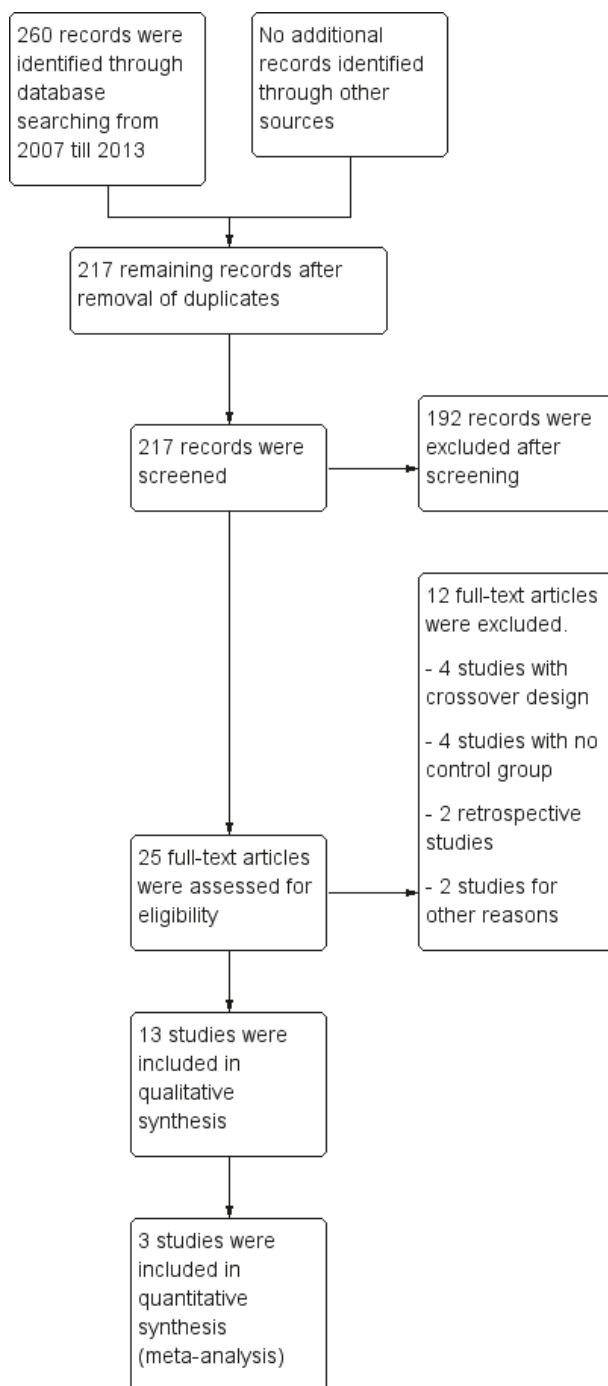 260 records were
identified through
database
searching from
2007 till 2013
No additional
records identified
through other
sources
217 remaining records after
removal of duplicates
217 records were
screened
192 records were
excluded after
screening
12 full-text articles
were excluded.
- 4 studies with
crossover design
- 4 studies with no
control group
- 2 retrospective
studies
- 2 studies for
other reasons
25 full-text articles
were assessed for
eligibility
13 studies were
included in
qualitative
synthesis
3 studies were
included in
quantitative
synthesis
(meta-analysis)